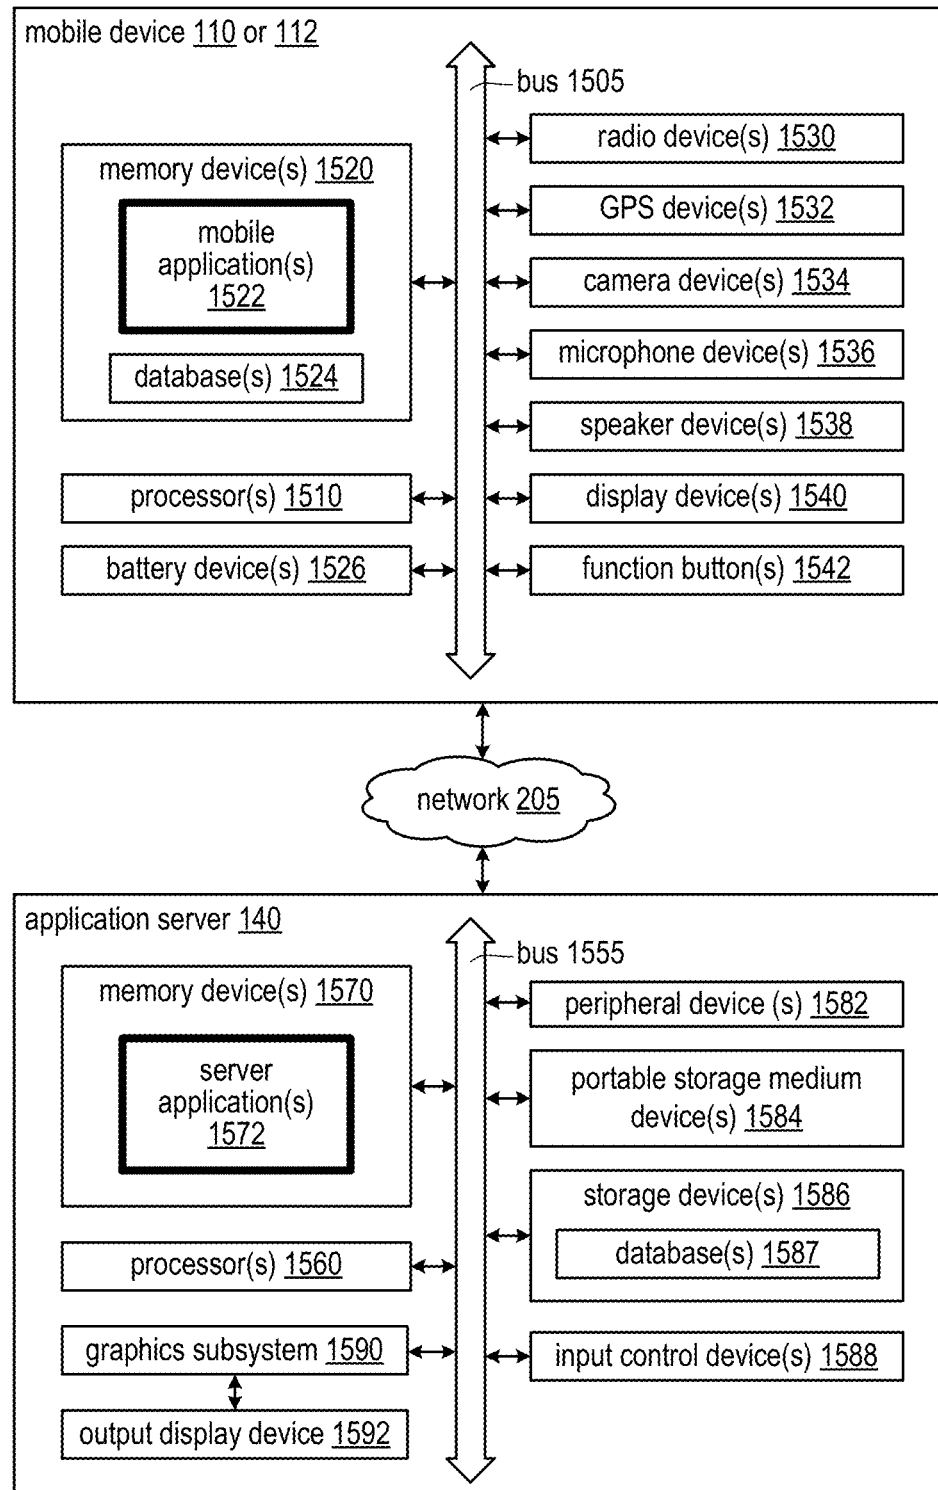 mobile device 110 or 112
bus 1505
memory device(s) 1520
mobile
application(s)
1522
database(s) 1524
processor(s) 1510
battery device(s) 1526
radio device(s) 1530
GPS device(s) 1532
camera device(s) 1534
microphone device(s) 1536
speaker device(s) 1538
display device(s) 1540
function button(s) 1542
network 205
application server 140
bus 1555
memory device(s) 1570
server
application(s)
1572
processor(s) 1560
graphics subsystem 1590
output display device 1592
peripheral device (s) 1582
portable storage medium
device(s) 1584
storage device(s) 1586
database(s) 1587
input control device(s) 1588